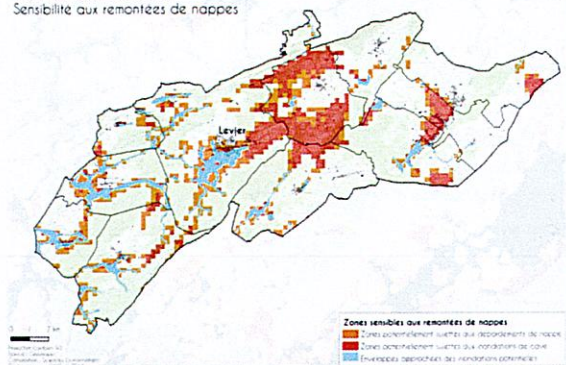 Sensibilité aux remontées de nappes
Levier
Zones sensibles aux remontées de nappes
Zones potentiellement sujettes aux débordements de nappe
Zones potentiellement sujettes aux inondations de cave
Enveloppes approchées des inondations potentielles